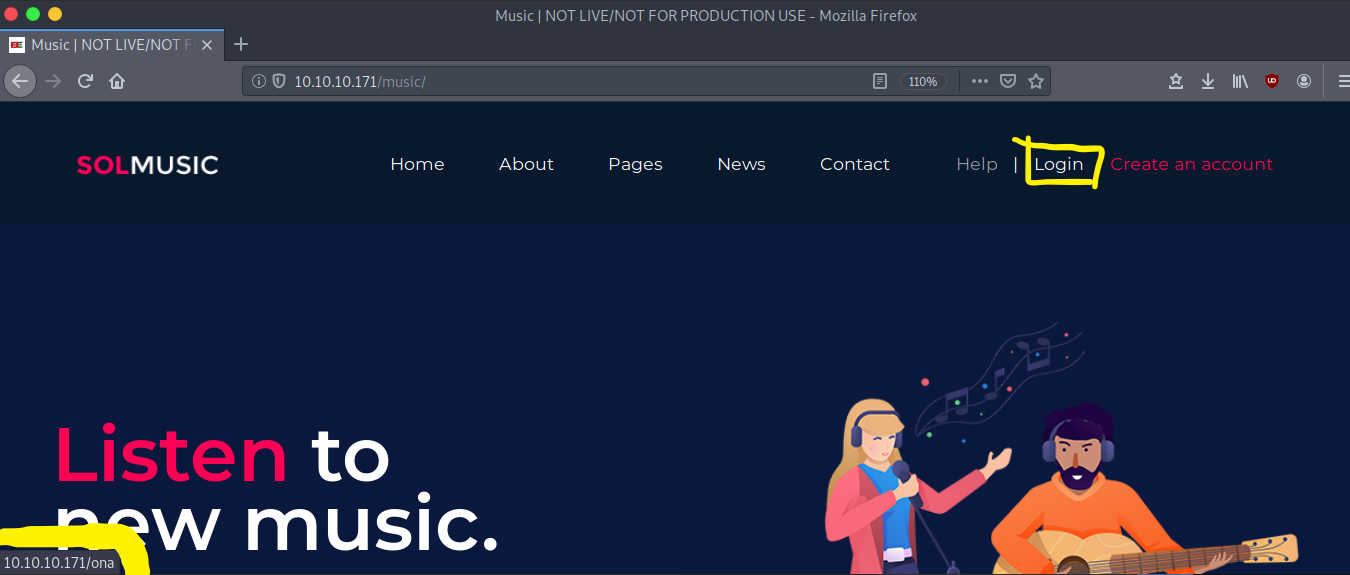 Music | NOT LIVE/NOT FOR PRODUCTION USE - Mozilla Firefox
Music | NOT LIVE/NOT F
10.10.10.171/music/ 110%
SOLMUSIC Home About Pages News Contact Help | Login Create an account
Listen to
new music.
10.10.10.171/ona